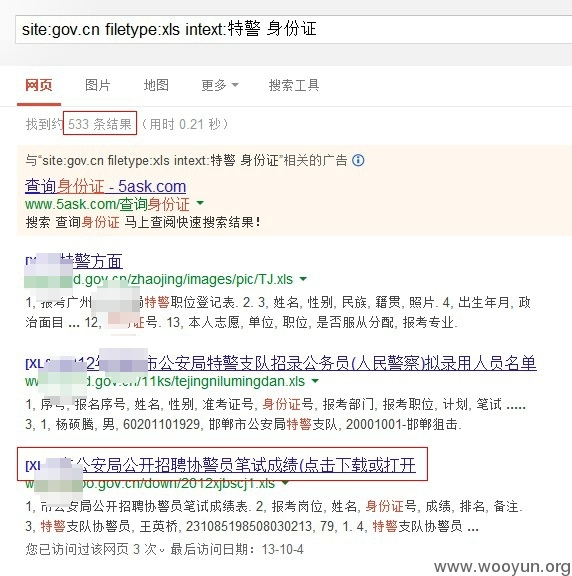 site:gov.cn filetype:xls intext:特警 身份证
网页 图片 地图 更多 搜索工具
找到约 533 条结果 (用时 0.21 秒)
与“site:gov.cn filetype:xls intext:特警 身份证”相关的广告
查询身份证 - 5ask.com
www.5ask.com/查询身份证
搜索 查询身份证 马上查阅快速搜索结果!
特警方面
d.gov.cn/zhaojing/images/pic/TJ.xls
1, 报考广州 局特警职位登记表. 2. 3, 姓名, 性别, 民族, 籍贯, 照片. 4, 出生年月, 政
治面目 ... 12, 证号. 13, 本人志愿, 单位, 职位, 是否服从分配, 报考专业.
[XL 12 市公安局特警支队招录公务员(人民警察)拟录用人员名单
d.gov.cn/11ks/tejingnilumingdan.xls
1, 序号, 报名序号, 姓名, 性别, 准考证号, 身份证号, 报考部门, 报考职位, 计划, 笔试 .....
3, 1, 杨硕腾, 男, 60201101929, 邯郸市公安局特警支队, 20001001-邯郸狙击.
[XL 市公安局公开招聘协警员笔试成绩(点击下载或打开
oo.gov.cn/down/2012xjbscj1.xls
1, 市公安局公开招聘协警员笔试成绩表. 2, 报考岗位, 姓名, 身份证号, 成绩, 排名, 备注.
3, 特警支队协警员, 王英桥, 231085198508030213, 79, 1. 4, 特警支队协警员 ...
您已访问过该网页 3 次。最后访问日期：13-10-4
www.wooyun.org